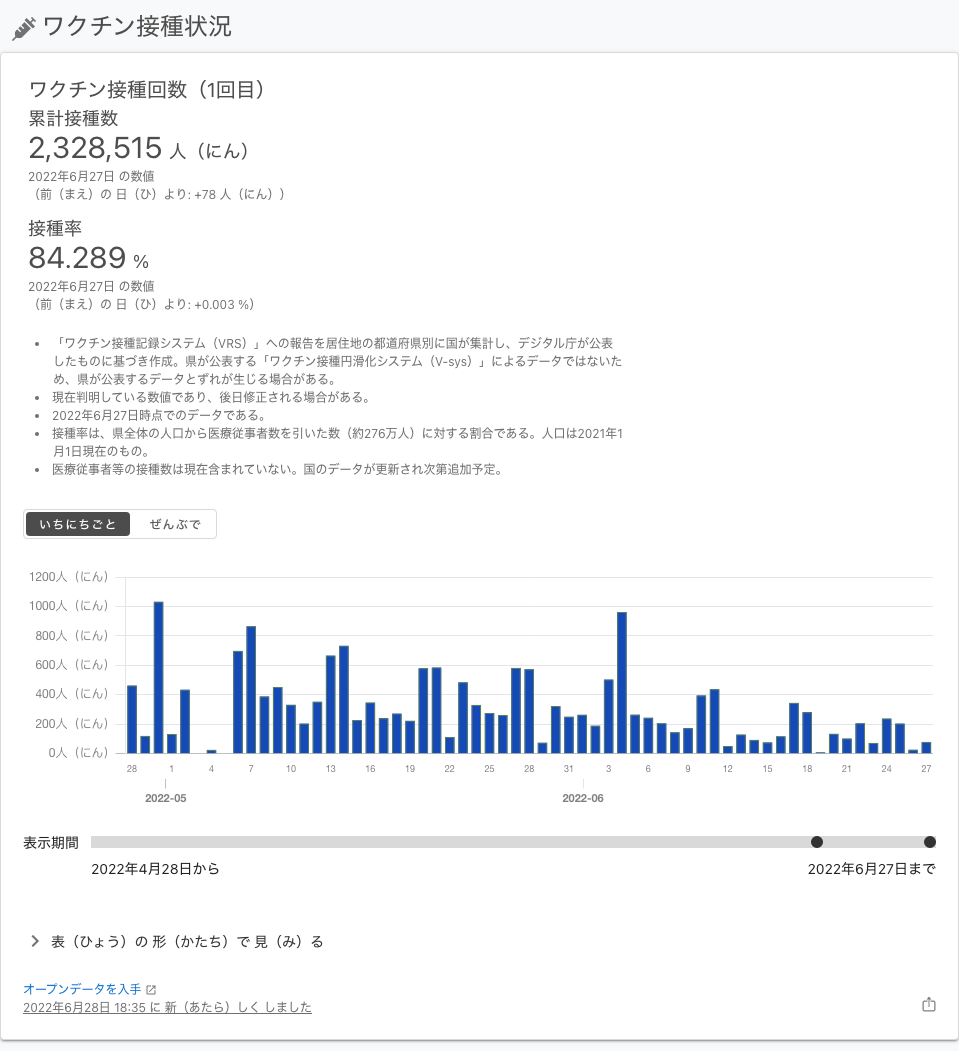 ワクチン接種状況
ワクチン接種回数（1回目）
累計接種数
2,328,515 人（にん）
2022年6月27日 の数値
（前（まえ）の 日（ひ）より: +78 人（にん））
接種率
84.289 %
2022年6月27日 の数値
（前（まえ）の 日（ひ）より: +0.003 %）
• 「ワクチン接種記録システム（VRS）」への報告を居住地の都道府県別に国が集計し、デジタル庁が公表
したものに基づき作成。県が公表する「ワクチン接種円滑化システム（V-sys）」によるデータではないた
め、県が公表するデータとずれが生じる場合がある。
• 現在判明している数値であり、後日修正される場合がある。
• 2022年6月27日時点でのデータである。
• 接種率は、県全体の人口から医療従事者数を引いた数（約276万人）に対する割合である。人口は2021年1
月1日現在のもの。
• 医療従事者等の接種数は現在含まれていない。国のデータが更新され次第追加予定。
いちにちごと ぜんぶで
1200人（にん）
1000人（にん）
800人（にん）
600人（にん）
400人（にん）
200人（にん）
0人（にん）
28 1 4 7 10 13 16 19 22 25 28 31 3 6 9 12 15 18 21 24 27
2022-05 2022-06
表示期間
2022年4月28日から 2022年6月27日まで
表（ひょう）の 形（かたち）で 見（み）る
オープンデータを入手
2022年6月28日 18:35 に 新（あたら）しく しました